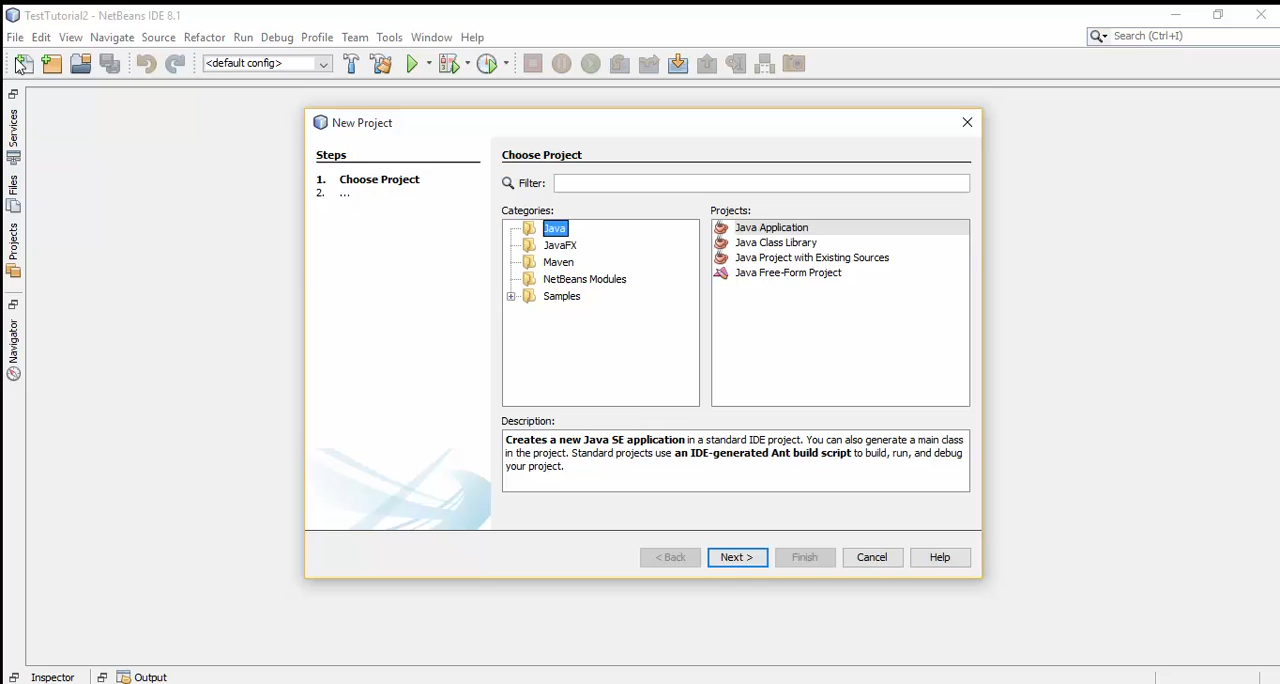 TestTutorial2 - NetBeans IDE 8.1
File Edit View Navigate Source Refactor Run Debug Profile Team Tools Window Help
Search (Ctrl+I)
<default config>
Services
Files
Projects
Navigator
New Project
Steps
1. Choose Project
2. ...
Choose Project
Filter:
Categories:
Java
JavaFX
Maven
NetBeans Modules
Samples
Projects:
Java Application
Java Class Library
Java Project with Existing Sources
Java Free-Form Project
Description:
Creates a new Java SE application in a standard IDE project. You can also generate a main class
in the project. Standard projects use an IDE-generated Ant build script to build, run, and debug
your project.
< Back Next > Finish Cancel Help
Inspector Output